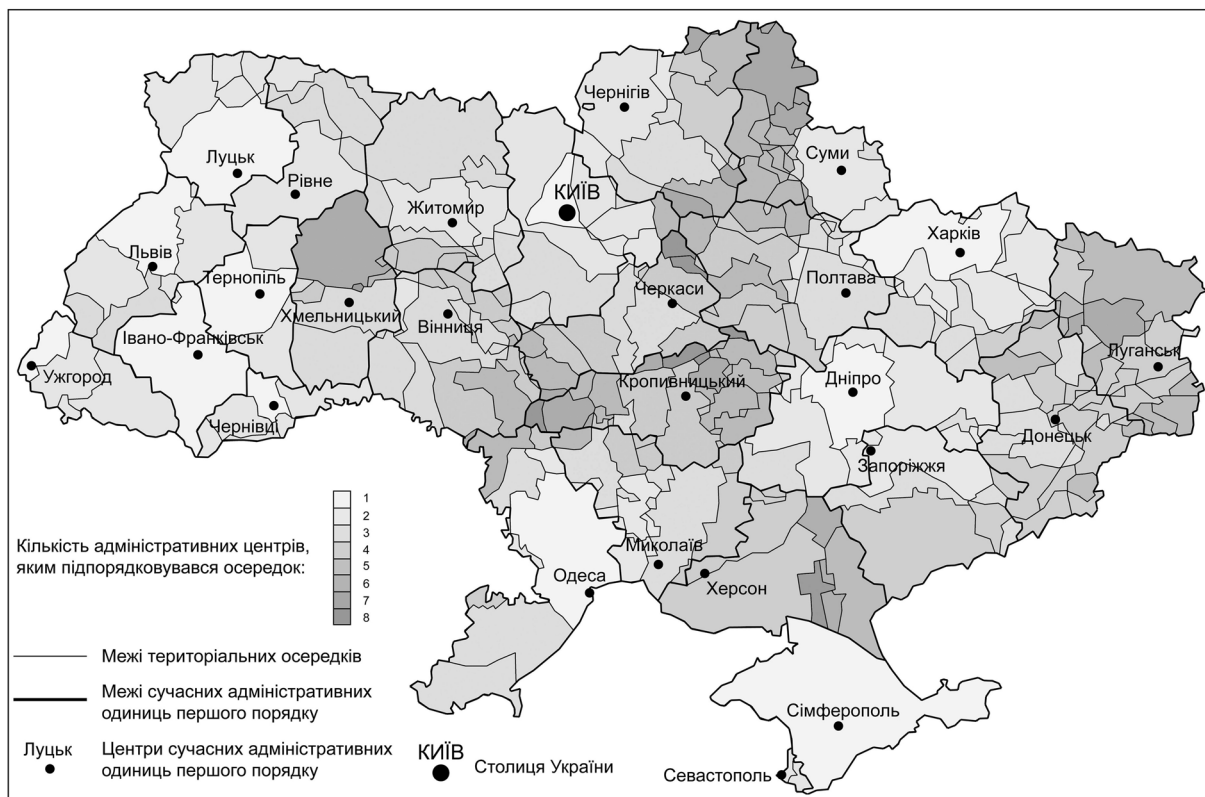 Чернігів
Суми
Луцьк
Рівне
КИЇВ
Житомир
Харків
Львів
Тернопіль
Полтава
Черкаси
Хмельницький
Вінниця
Івано-Франківськ
Луганськ
Ужгород
Кропивницький
Дніпро
Чернівці
Донецьк
Запоріжжя
Миколаїв
Одеса
Херсон
Сімферополь
Севастополь
Кількість адміністративних центрів,
яким підпорядковувався осередок:
1
2
3
4
5
6
7
8
Межі територіальних осередків
Межі сучасних адміністративних
одиниць першого порядку
Луцьк
Центри сучасних адміністративних
одиниць першого порядку
КИЇВ
Столиця України